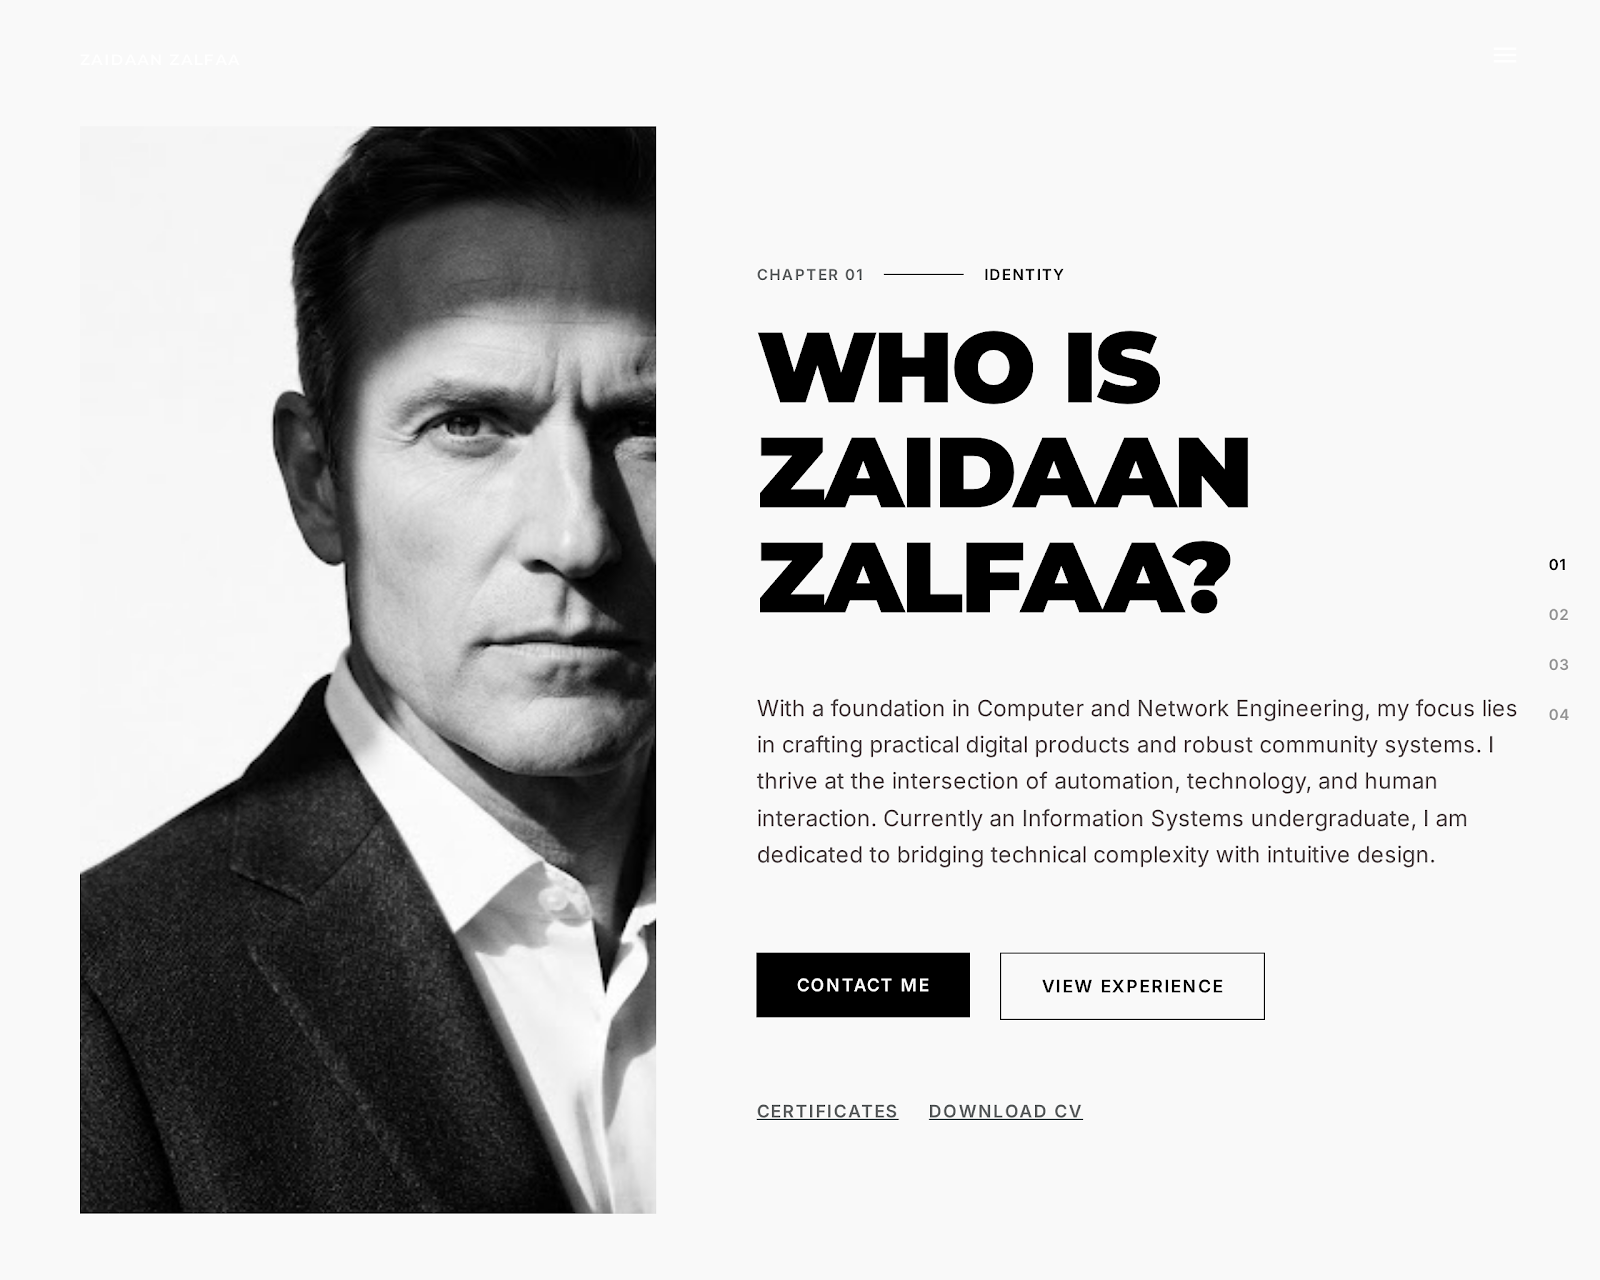 ZAIDAAN ZALFAA
CHAPTER 01 IDENTITY
WHO IS
ZAIDAAN
ZALFAA?
With a foundation in Computer and Network Engineering, my focus lies
in crafting practical digital products and robust community systems. I
thrive at the intersection of automation, technology, and human
interaction. Currently an Information Systems undergraduate, I am
dedicated to bridging technical complexity with intuitive design.
CONTACT ME VIEW EXPERIENCE
CERTIFICATES DOWNLOAD CV
01
02
03
04